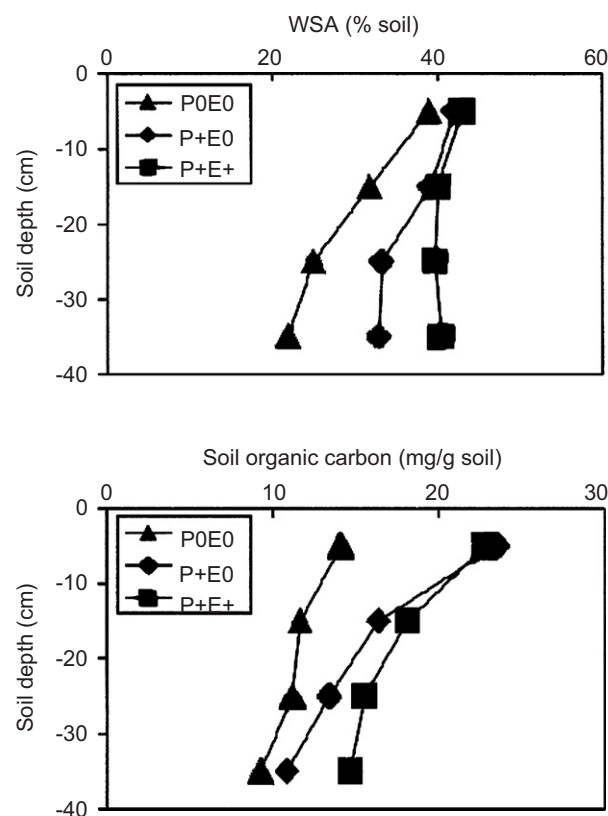 WSA (% soil)
0 20 40 60
0
P0E0
P+E0
P+E+
-10
-20
-30
-40
Soil depth (cm)
Soil organic carbon (mg/g soil)
0 10 20 30
0
P0E0
P+E0
P+E+
-10
-20
-30
-40
Soil depth (cm)